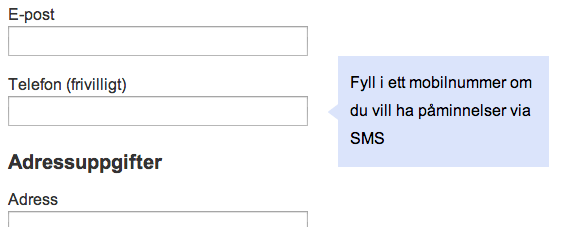 E-post
Telefon (frivilligt)
Fyll i ett mobilnummer om
du vill ha påminnelser via
SMS
Adressuppgifter
Adress